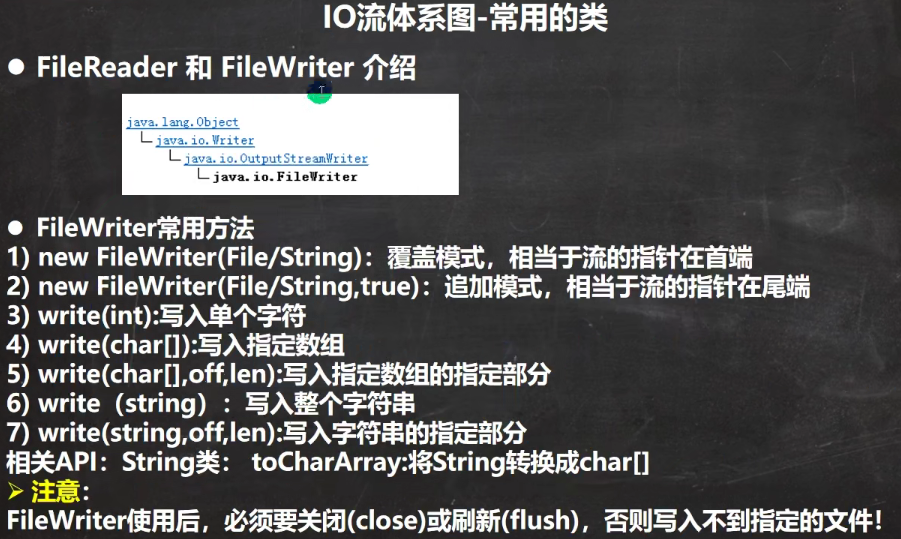 IO流体系图-常用的类
● FileReader 和 FileWriter 介绍
java.lang.Object
java.io.Writer
java.io.OutputStreamWriter
java.io.FileWriter
● FileWriter常用方法
1) new FileWriter(File/String)：覆盖模式，相当于流的指针在首端
2) new FileWriter(File/String,true)：追加模式，相当于流的指针在尾端
3) write(int):写入单个字符
4) write(char[]):写入指定数组
5) write(char[],off,len):写入指定数组的指定部分
6) write（string）：写入整个字符串
7) write(string,off,len):写入字符串的指定部分
相关API：String类： toCharArray:将String转换成char[]
➢ 注意：
FileWriter使用后，必须要关闭(close)或刷新(flush)，否则写入不到指定的文件!